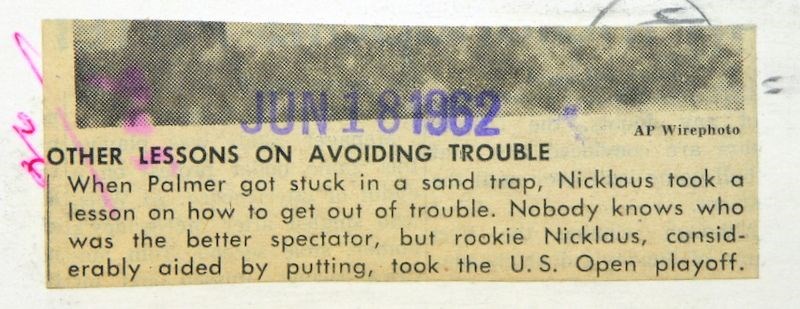 JUN 18 1962
AP Wirephoto
OTHER LESSONS ON AVOIDING TROUBLE
When Palmer got stuck in a sand trap, Nicklaus took a
lesson on how to get out of trouble. Nobody knows who
was the better spectator, but rookie Nicklaus, consid-
erably aided by putting, took the U. S. Open playoff.